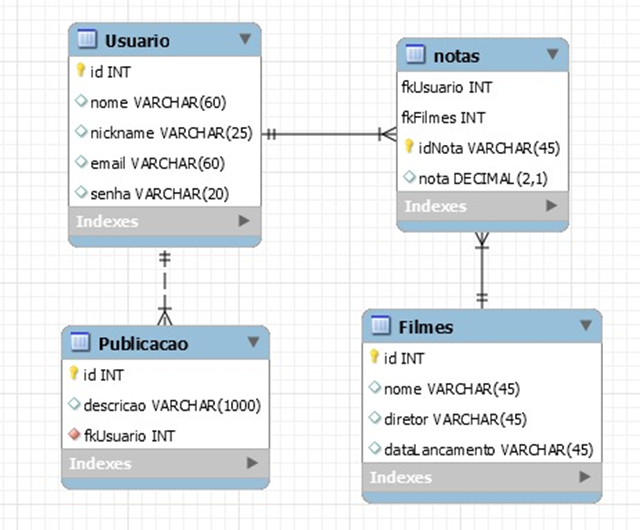 Usuario
id INT
nome VARCHAR(60)
nickname VARCHAR(25)
email VARCHAR(60)
senha VARCHAR(20)
Indexes
notas
fkUsuario INT
fkFilmes INT
idNota VARCHAR(45)
nota DECIMAL(2,1)
Indexes
Publicacao
id INT
descricao VARCHAR(1000)
fkUsuario INT
Indexes
Filmes
id INT
nome VARCHAR(45)
diretor VARCHAR(45)
dataLancamento VARCHAR(45)
Indexes